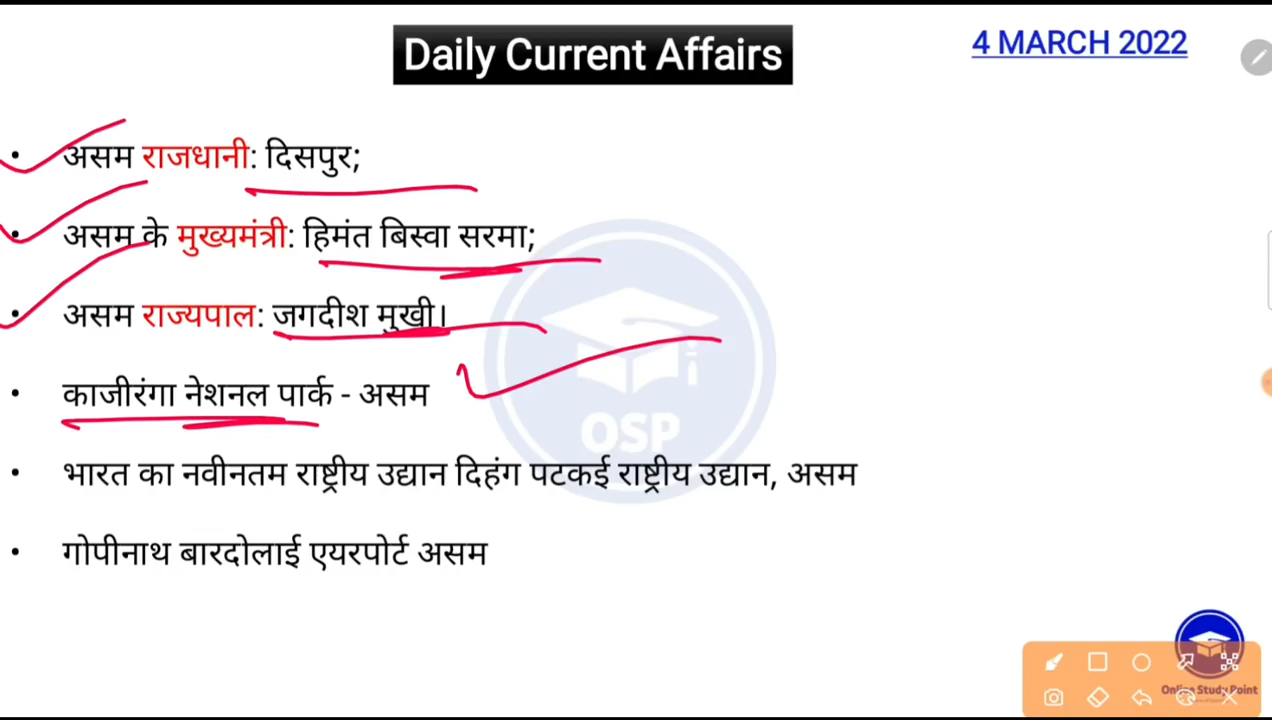 Daily Current Affairs
4 MARCH 2022
• असम राजधानी: दिसपुर;
• असम के मुख्यमंत्री: हिमंत बिस्वा सरमा;
• असम राज्यपाल: जगदीश मुखी।
• काजीरंगा नेशनल पार्क - असम
• भारत का नवीनतम राष्ट्रीय उद्यान दिहंग पटकई राष्ट्रीय उद्यान, असम
• गोपीनाथ बारदोलाई एयरपोर्ट असम
OSP
Online Study Point